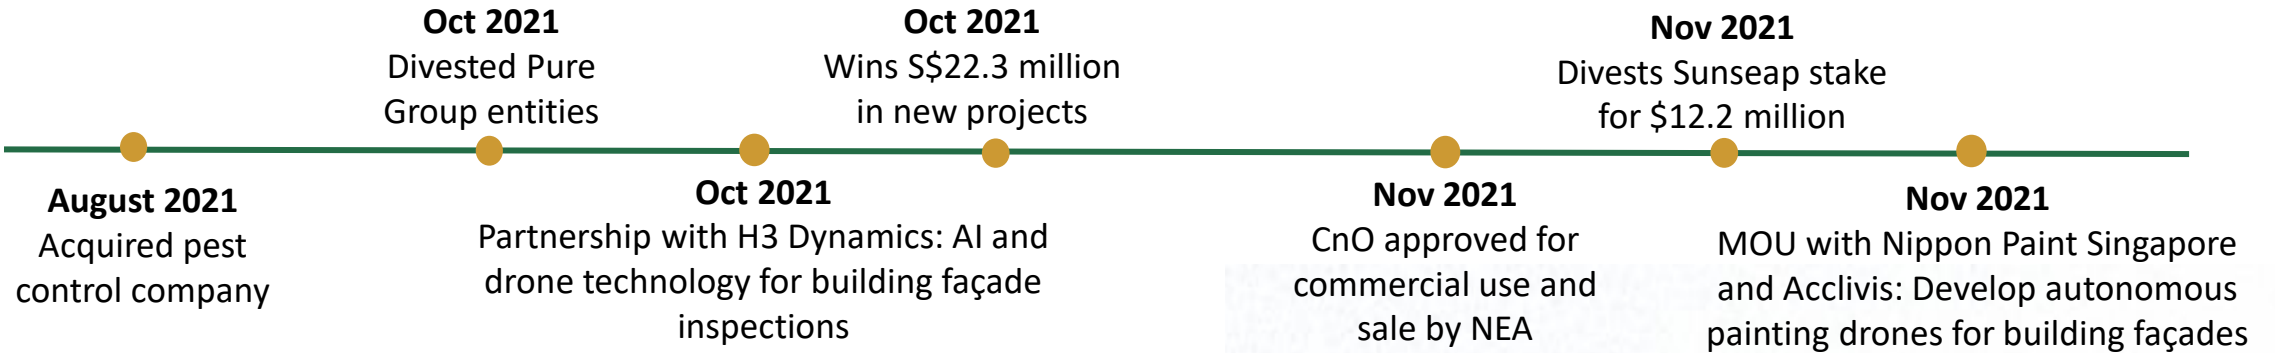 August 2021
Acquired pest
control company
Oct 2021
Divested Pure
Group entities
Oct 2021
Partnership with H3 Dynamics: AI and
drone technology for building façade
inspections
Oct 2021
Wins S$22.3 million
in new projects
Nov 2021
CnO approved for
commercial use and
sale by NEA
Nov 2021
Divests Sunseap stake
for $12.2 million
Nov 2021
MOU with Nippon Paint Singapore
and Acclivis: Develop autonomous
painting drones for building façades